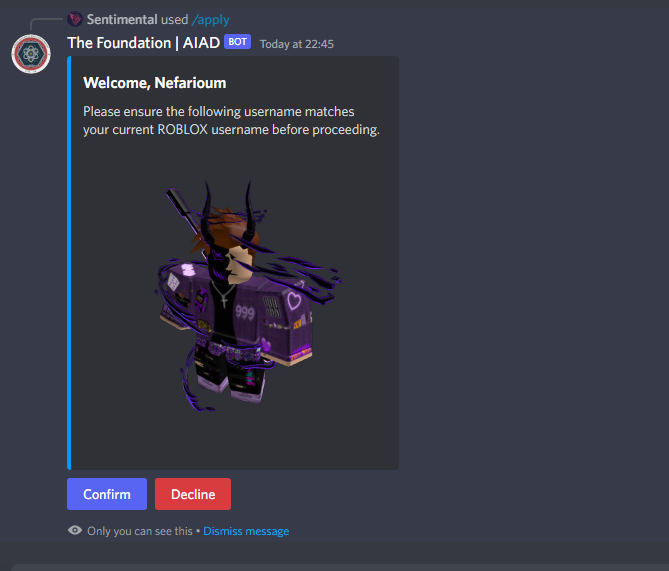 Sentimental used /apply
The Foundation | AIAD BOT Today at 22:45
Welcome, Nefarioum
Please ensure the following username matches
your current ROBLOX username before proceeding.
999
Confirm Decline
Only you can see this • Dismiss message